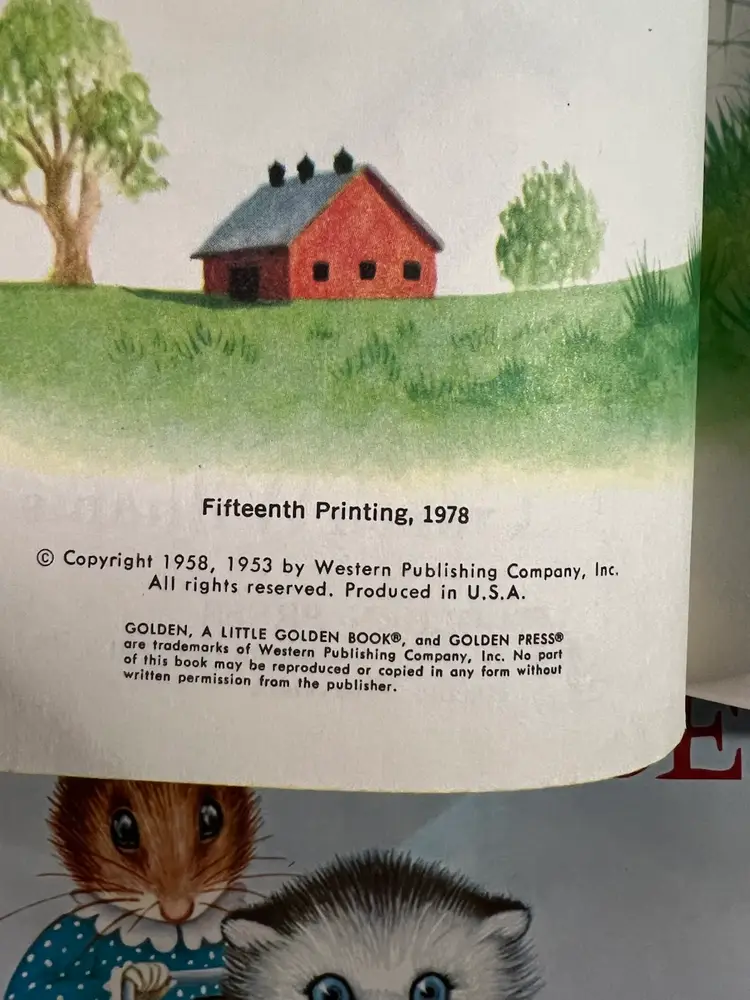 Fifteenth Printing, 1978
© Copyright 1958, 1953 by Western Publishing Company, Inc.
All rights reserved. Produced in U.S.A.
GOLDEN, A LITTLE GOLDEN BOOK®, and GOLDEN PRESS®
are trademarks of Western Publishing Company, Inc. No part
of this book may be reproduced or copied in any form without
written permission from the publisher.
E